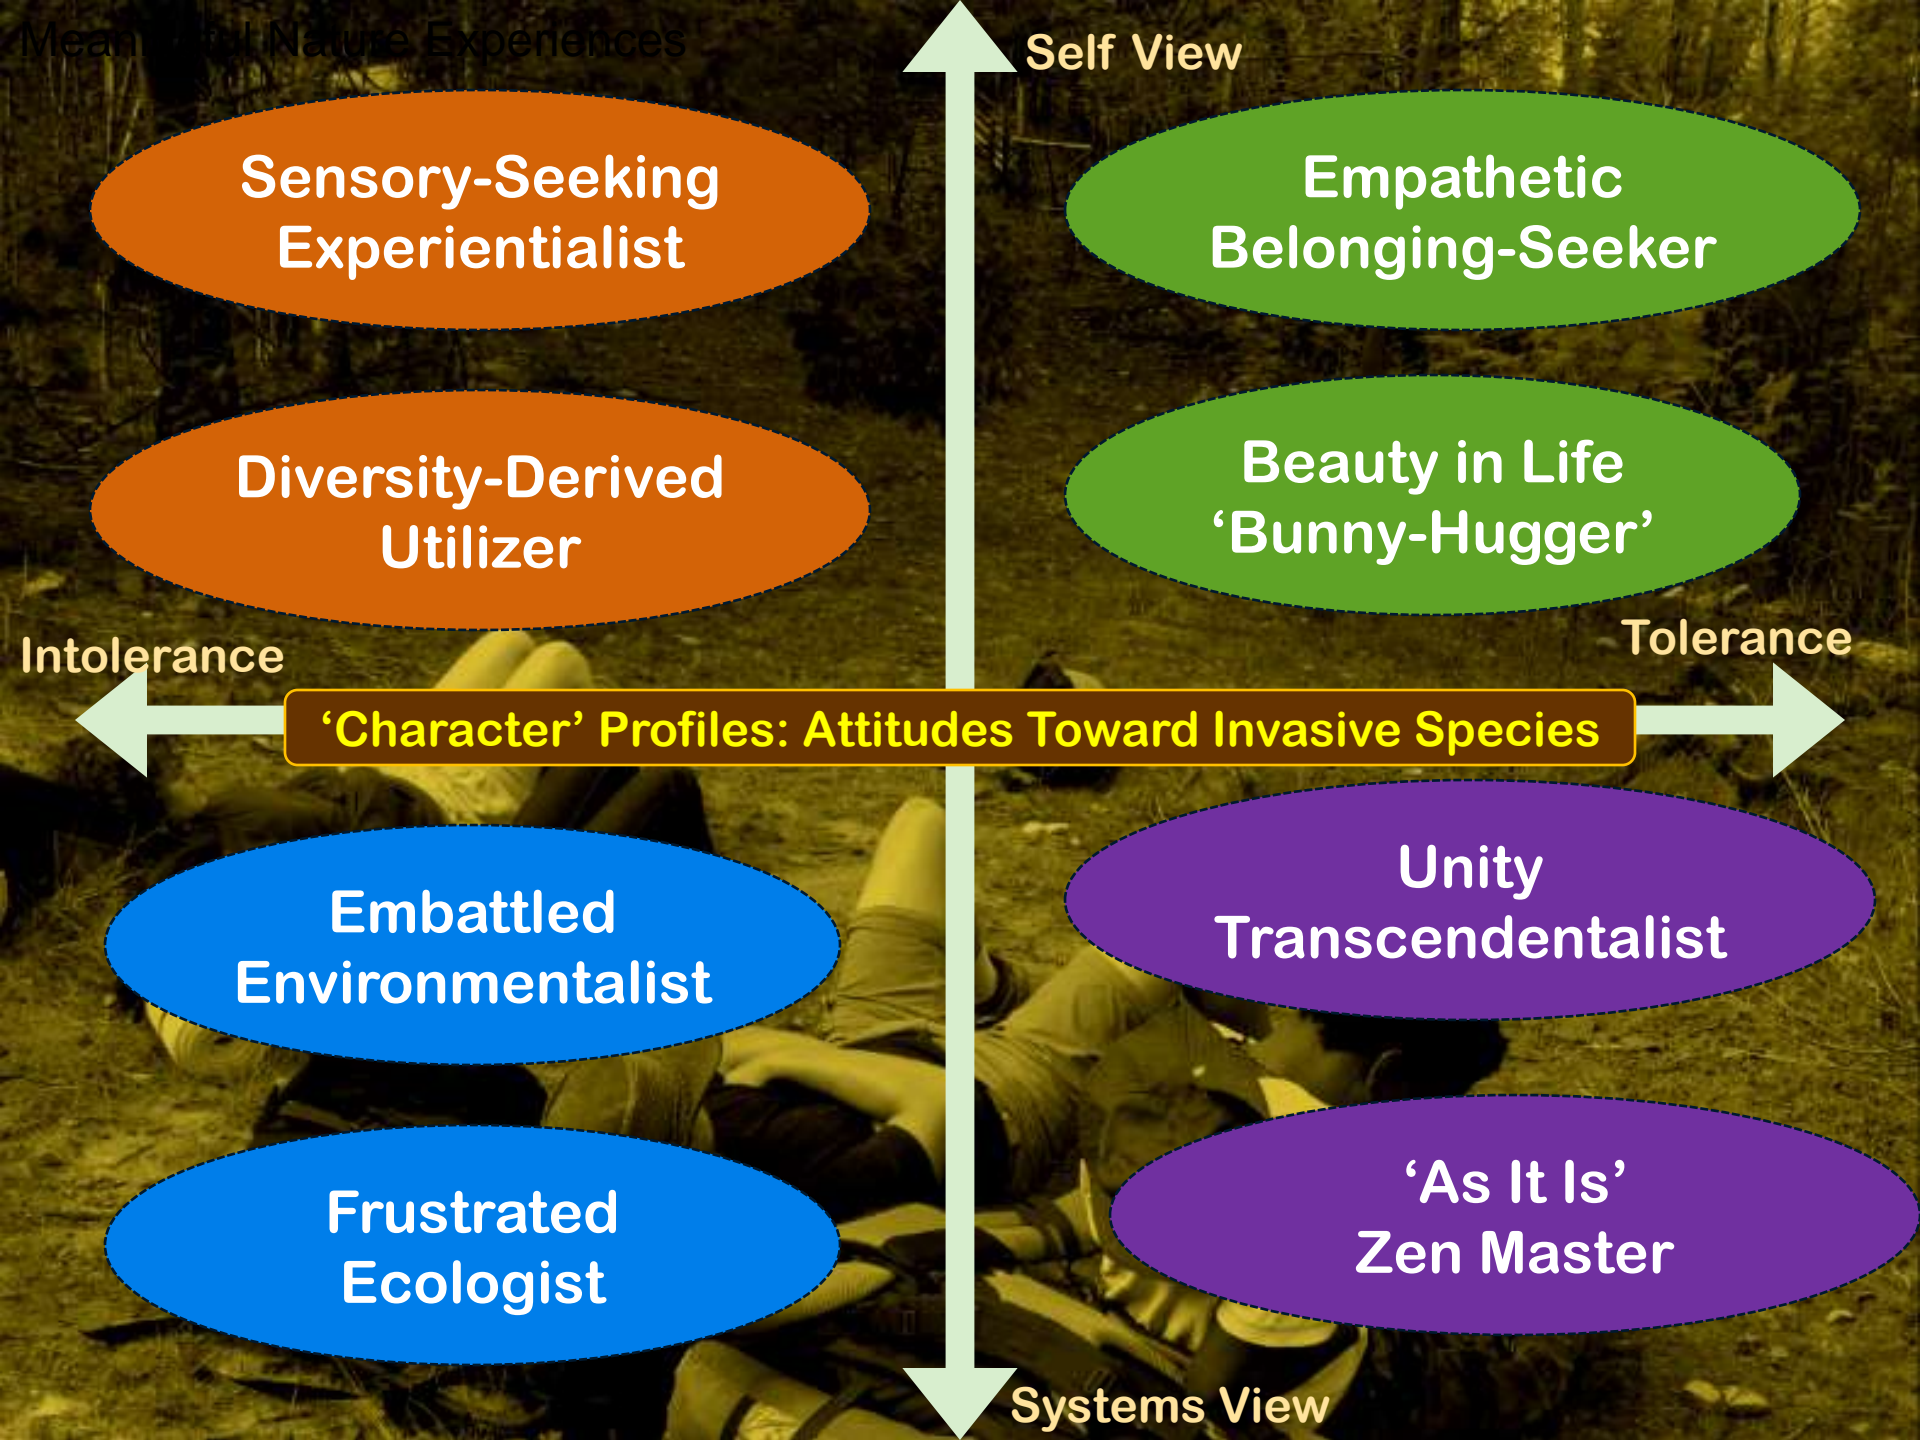 Meaningful Nature Experiences
Self View
Sensory-Seeking
Experientialist
Empathetic
Belonging-Seeker
Diversity-Derived
Utilizer
Beauty in Life
‘Bunny-Hugger’
Intolerance
Tolerance
‘Character’ Profiles: Attitudes Toward Invasive Species
Embattled
Environmentalist
Unity
Transcendentalist
Frustrated
Ecologist
‘As It Is’
Zen Master
Systems View